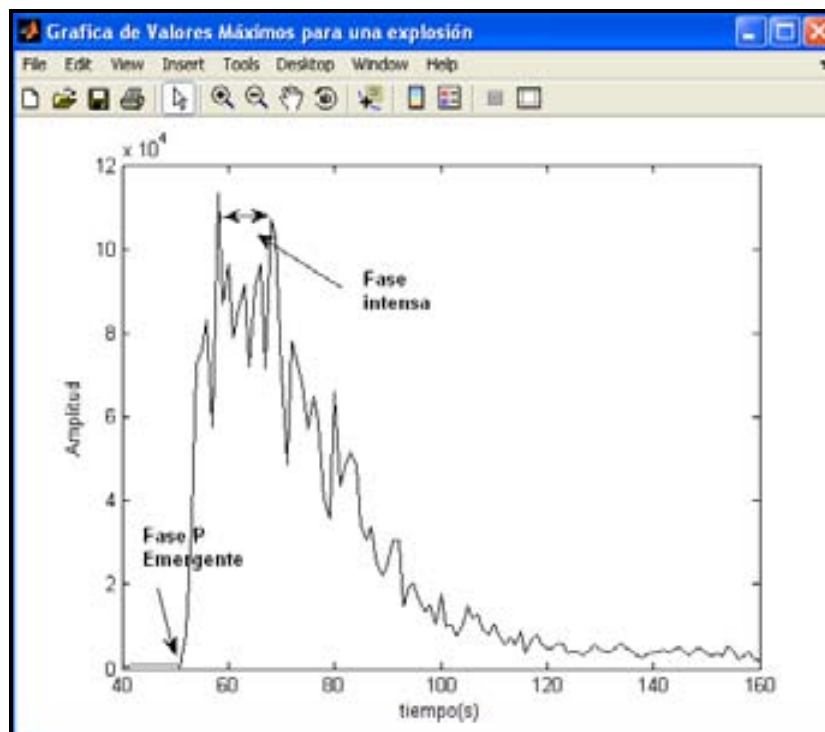 Grafica de Valores Máximos para una explosión
File Edit View Insert Tools Desktop Window Help
x 10⁴
12
10
8
6
4
2
0
Amplitud
Fase
intensa
Fase P
Emergente
40 60 80 100 120 140 160
tiempo(s)